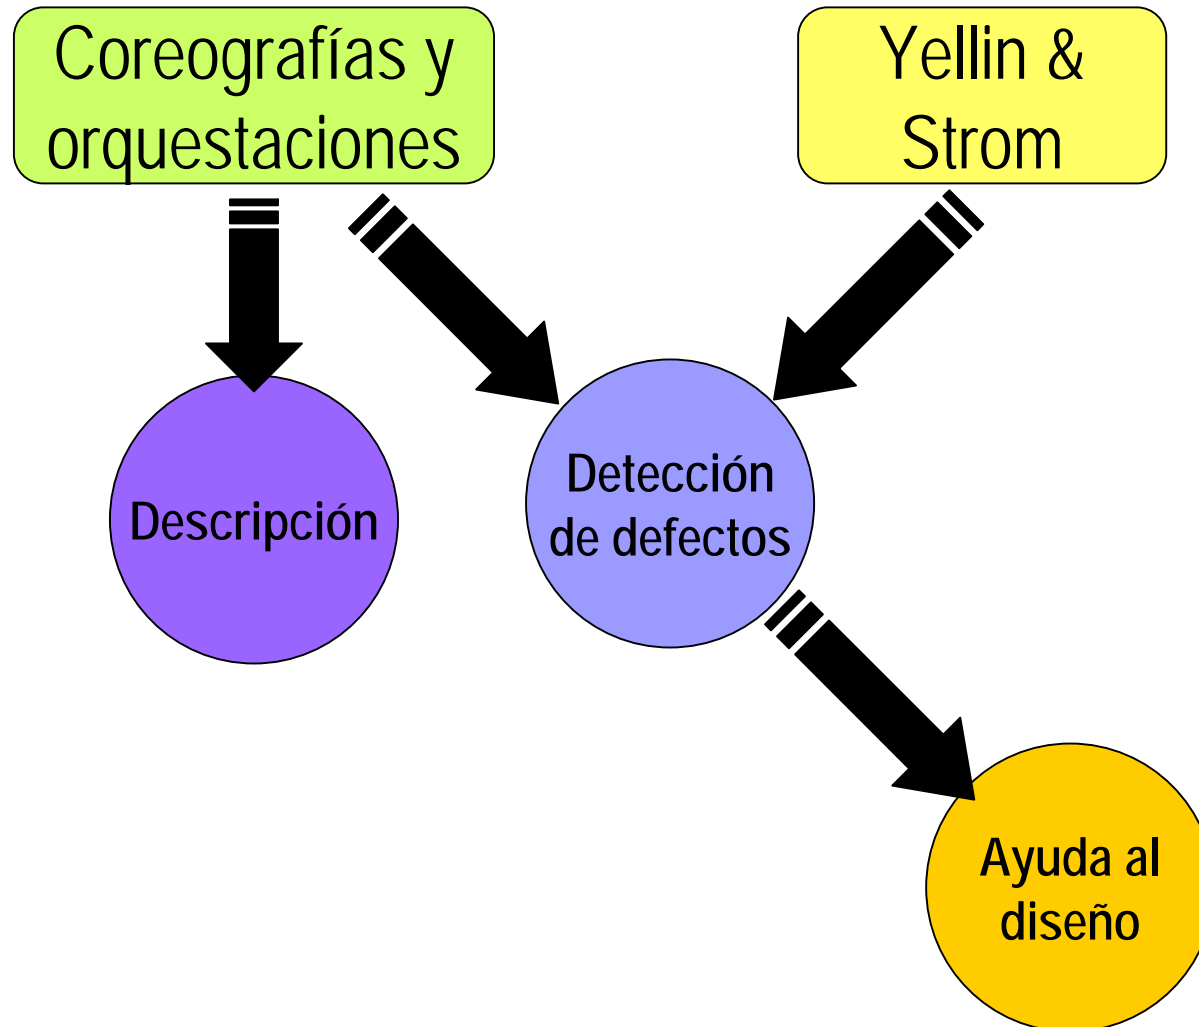 Coreografías y
orquestaciones
Yellin &
Strom
Descripción
Detección
de defectos
Ayuda al
diseño